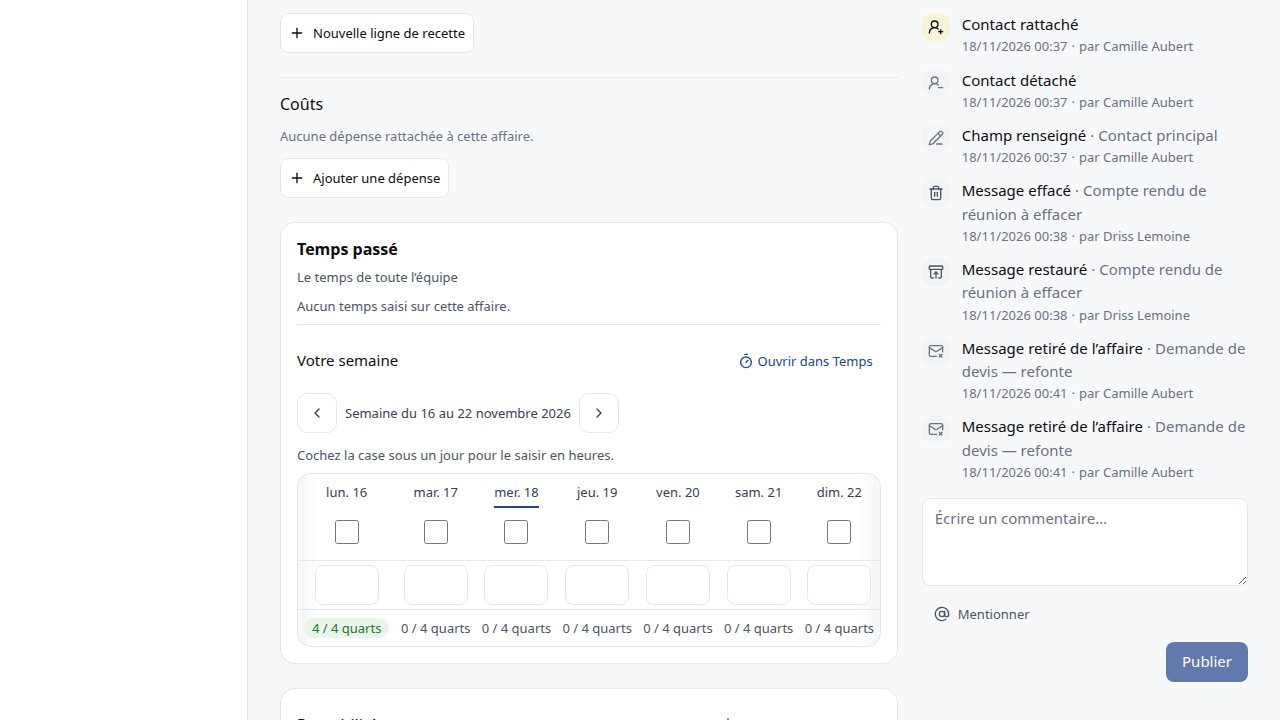 Nouvelle ligne de recette
Coûts
Aucune dépense rattachée à cette affaire.
Ajouter une dépense
Temps passé
Le temps de toute l’équipe
Aucun temps saisi sur cette affaire.
Votre semaine
Ouvrir dans Temps
Semaine du 16 au 22 novembre 2026
Cochez la case sous un jour pour le saisir en heures.
lun. 16 mar. 17 mer. 18 jeu. 19 ven. 20 sam. 21 dim. 22
4 / 4 quarts 0 / 4 quarts 0 / 4 quarts 0 / 4 quarts 0 / 4 quarts 0 / 4 quarts 0 / 4 quarts
Contact rattaché
18/11/2026 00:37 · par Camille Aubert
Contact détaché
18/11/2026 00:37 · par Camille Aubert
Champ renseigné · Contact principal
18/11/2026 00:37 · par Camille Aubert
Message effacé · Compte rendu de
réunion à effacer
18/11/2026 00:38 · par Driss Lemoine
Message restauré · Compte rendu de
réunion à effacer
18/11/2026 00:38 · par Driss Lemoine
Message retiré de l’affaire · Demande de
devis — refonte
18/11/2026 00:41 · par Camille Aubert
Message retiré de l’affaire · Demande de
devis — refonte
18/11/2026 00:41 · par Camille Aubert
Écrire un commentaire…
Mentionner
Publier